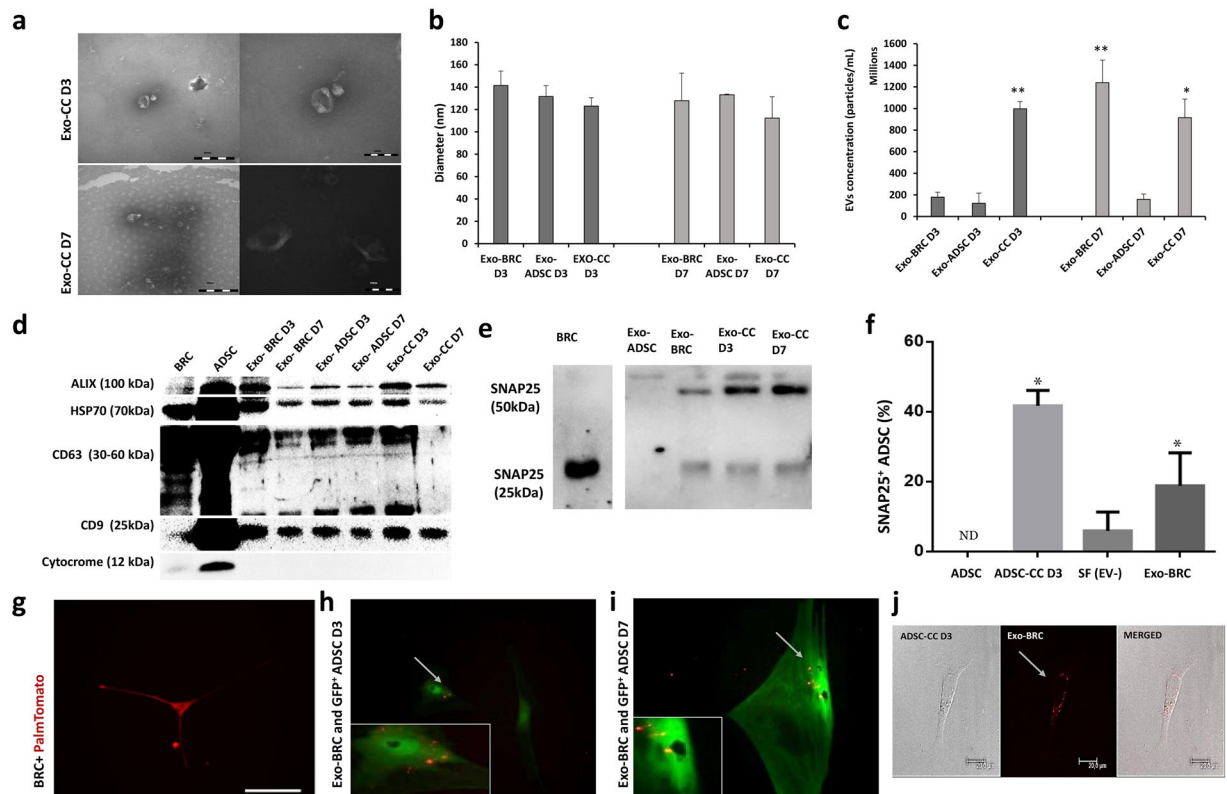 a
Exo-CC D3
Exo-CC D7
b
Diameter (nm)
180
160
140
120
100
80
60
40
20
0
Exo-BRC D3
Exo-ADSC D3
EXO-CC D3
Exo-BRC D7
Exo-ADSC D7
Exo-CC D7
c
EVs concentration (particles/mL)
Millions
1600
1400
1200
1000
800
600
400
200
0
**
**
*
Exo-BRC D3
Exo-ADSC D3
Exo-CC D3
Exo-BRC D7
Exo-ADSC D7
Exo-CC D7
d
BRC
ADSC
Exo- BRC D3
Exo- BRC D7
Exo- ADSC D3
Exo- ADSC D7
Exo-CC D3
Exo-CC D7
ALIX (100 kDa)
HSP70 (70kDa)
CD63 (30-60 kDa)
CD9 (25kDa)
Cytocrome (12 kDa)
e
BRC
Exo-ADSC
Exo-BRC
Exo-CC D3
Exo-CC D7
SNAP25 (50kDa)
SNAP25 (25kDa)
f
SNAP25+ ADSC (%)
60
40
20
0
ND
*
*
ADSC
ADSC-CC D3
SF (EV-)
Exo-BRC
g
BRC+ PalmTomato
h
Exo-BRC and GFP+ ADSC D3
i
Exo-BRC and GFP+ ADSC D7
j
ADSC-CC D3
Exo-BRC
MERGED
20,0 µ
20,0 µm
20,0 µ